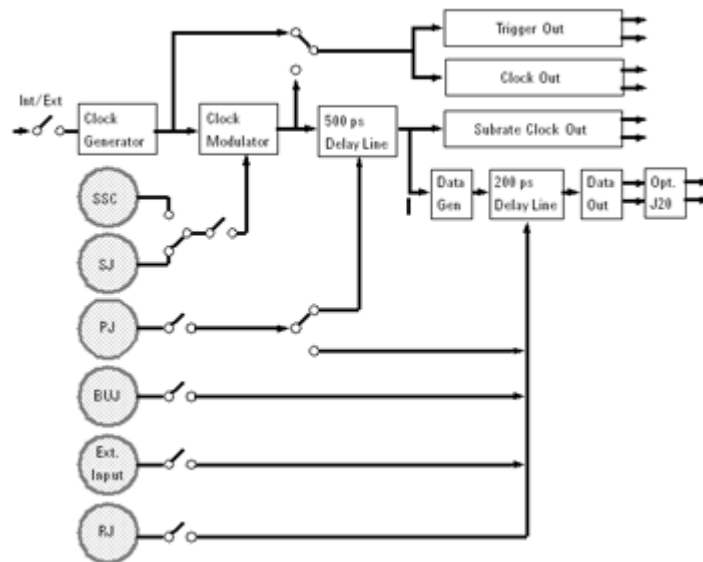 Trigger Out
Clock Out
Int/Ext
Clock
Generator
Clock
Modulator
500 ps
Delay Line
Subrate Clock Out
Data
Gen
200 ps
Delay Line
Data
Out
Opt.
J20
SSC
SJ
PJ
BUJ
Ext.
Input
RJ